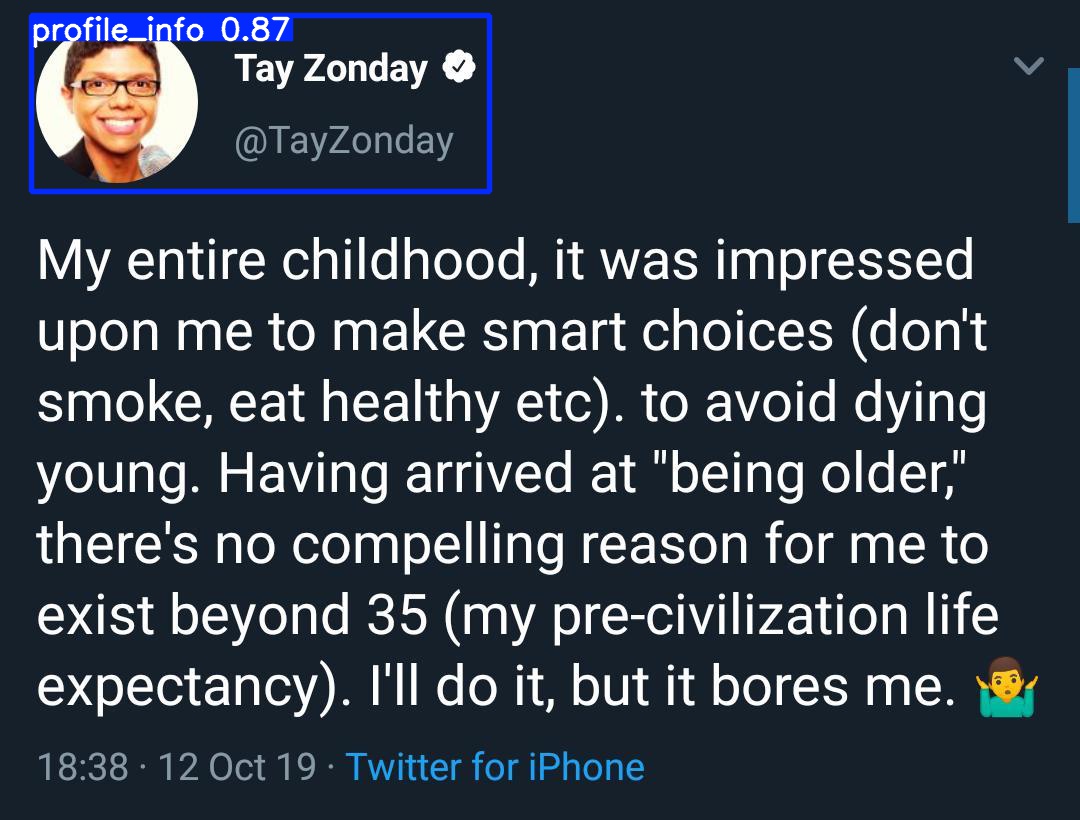 profile_info 0.87
Tay Zonday
@TayZonday
My entire childhood, it was impressed
upon me to make smart choices (don't
smoke, eat healthy etc). to avoid dying
young. Having arrived at "being older,"
there's no compelling reason for me to
exist beyond 35 (my pre-civilization life
expectancy). I'll do it, but it bores me. 🤷‍♂️
18:38 · 12 Oct 19 · Twitter for iPhone